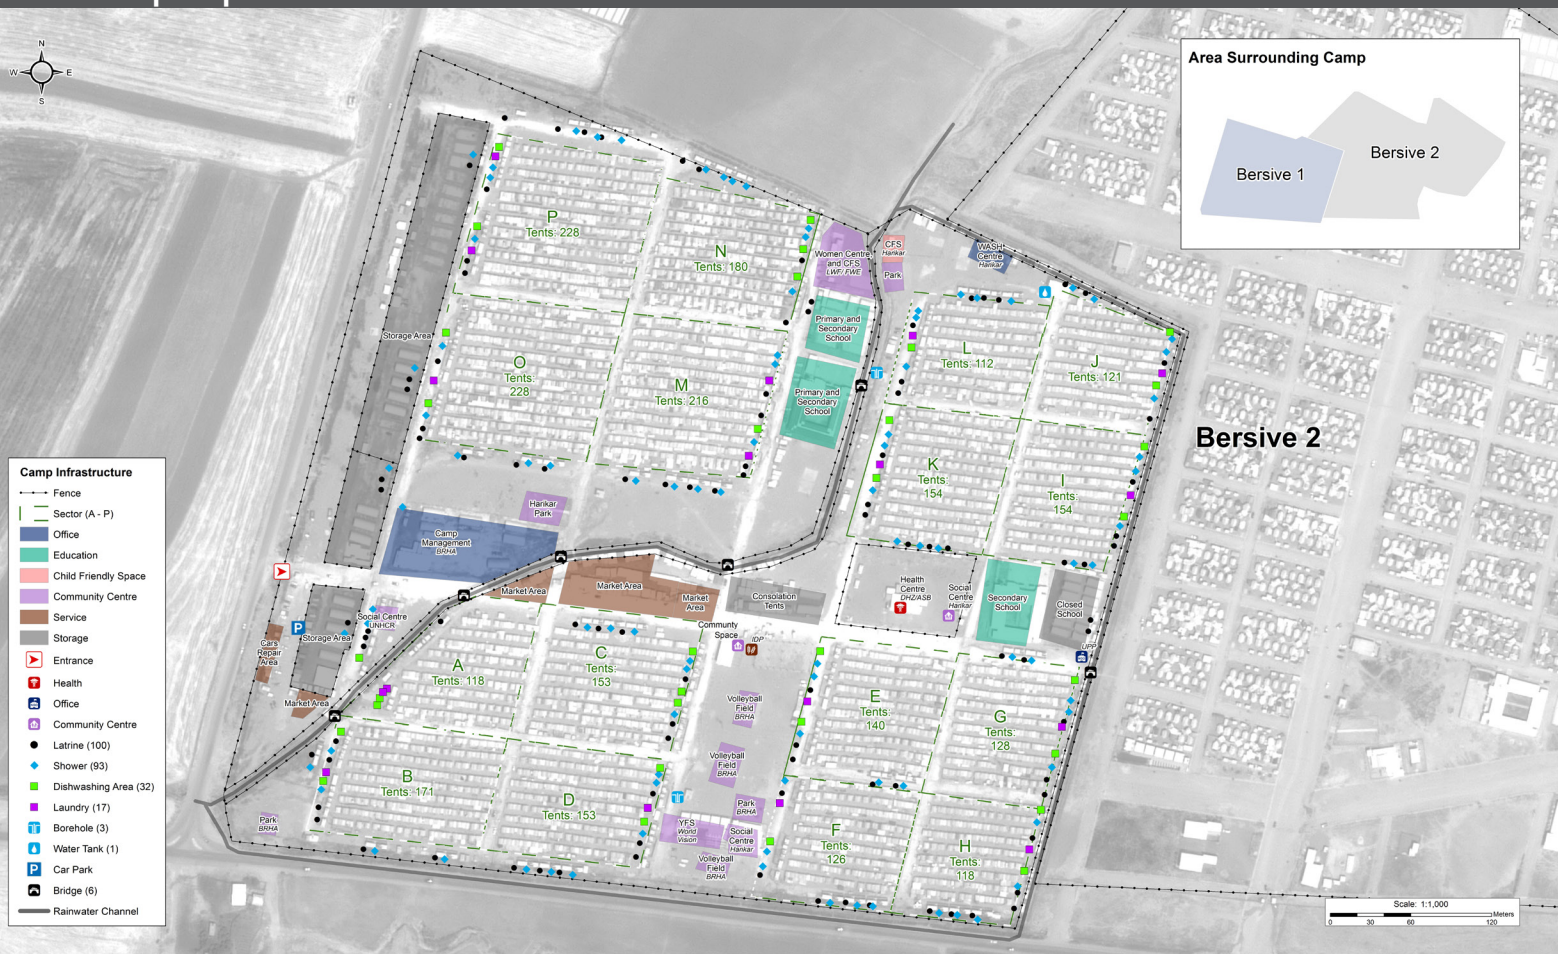 N
W
E
S
Area Surrounding Camp
Bersive 1
Bersive 2
P
Tents: 228
N
Tents: 180
Women Centre
and CFS
LWF/ FWE
CFS
Harikar
Park
WASH
Centre
Harikar
Primary and
Secondary
School
Storage Area
O
Tents:
228
M
Tents: 216
L
Tents: 112
J
Tents: 121
Primary and
Secondary
School
Bersive 2
K
Tents:
154
I
Tents:
154
Harikar
Park
Camp
Management
BRHA
Market Area
Market Area
Market
Area
Consolation
Tents
Health
Centre
DHZ/ASB
Social
Centre
Harikar
Secondary
School
Closed
School
Social Centre
UNHCR
Storage Area
Cars
Repair
Area
Market Area
Community
Space
IDP
UPP
A
Tents: 118
C
Tents:
153
E
Tents:
140
G
Tents:
128
Volleyball
Field
BRHA
Volleyball
Field
BRHA
B
Tents: 171
D
Tents: 153
Park
BRHA
Park
BRHA
YFS
World
Vision
Social
Centre
Harikar
Volleyball
Field
BRHA
F
Tents:
126
H
Tents:
118
Camp Infrastructure
Fence
Sector (A - P)
Office
Education
Child Friendly Space
Community Centre
Service
Storage
Entrance
Health
Office
Community Centre
Latrine (100)
Shower (93)
Dishwashing Area (32)
Laundry (17)
Borehole (3)
Water Tank (1)
P
Car Park
Bridge (6)
Rainwater Channel
P
Scale: 1:1,000
Meters
0 30 60 120